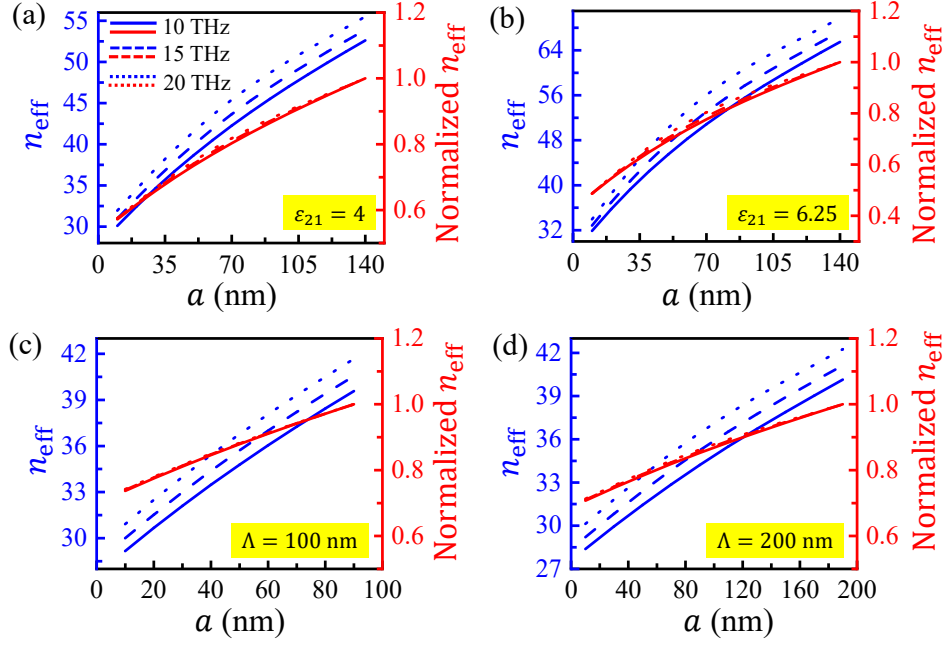 (a)
10 THz
15 THz
20 THz
55
50
45
40
35
30
n_eff
1.2
1.0
0.8
0.6
Normalized n_eff
ε₂₁ = 4
0 35 70 105 140
a (nm)
(b)
64
56
48
40
32
n_eff
1.2
1.0
0.8
0.6
0.4
Normalized n_eff
ε₂₁ = 6.25
0 35 70 105 140
a (nm)
(c)
42
39
36
33
30
n_eff
1.2
1.0
0.8
0.6
Normalized n_eff
Λ = 100 nm
0 20 40 60 80 100
a (nm)
(d)
42
39
36
33
30
27
n_eff
1.2
1.0
0.8
0.6
Normalized n_eff
Λ = 200 nm
0 40 80 120 160 200
a (nm)